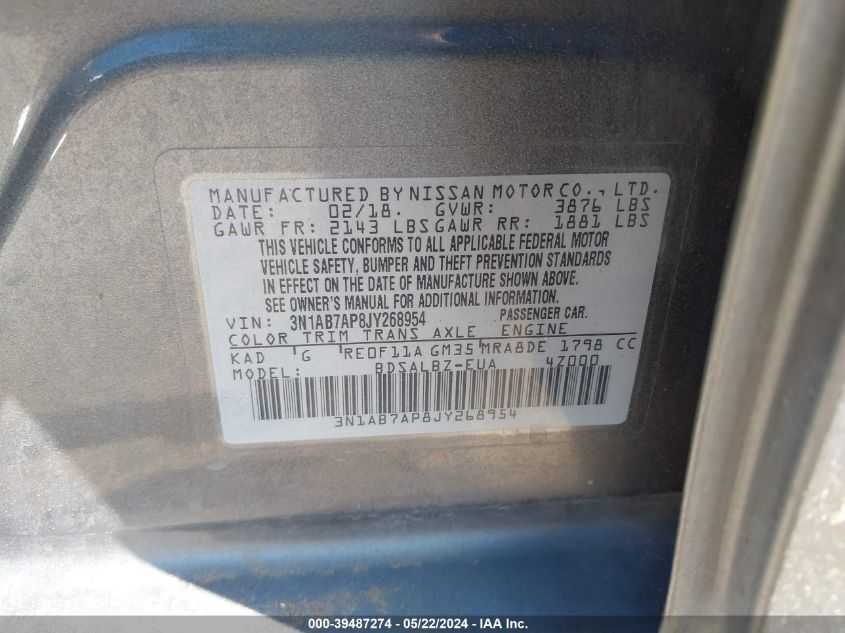 MANUFACTURED BY NISSAN MOTOR CO., LTD.
DATE: 02/18. GVWR: 3876 LBS
GAWR FR: 2143 LBS GAWR RR: 1881 LBS
THIS VEHICLE CONFORMS TO ALL APPLICABLE FEDERAL MOTOR
VEHICLE SAFETY, BUMPER AND THEFT PREVENTION STANDARDS
IN EFFECT ON THE DATE OF MANUFACTURE SHOWN ABOVE.
SEE OWNER'S MANUAL FOR ADDITIONAL INFORMATION.
VIN: 3N1AB7AP8JY268954 PASSENGER CAR.
COLOR TRIM TRANS AXLE ENGINE
KAD 'G 'RE0F11A GM35'MRA8DE 1798 CC
MODEL: BDSALBZ-EUA 4Z000
3N1AB7AP8JY268954
000-39487274 - 05/22/2024 - IAA Inc.